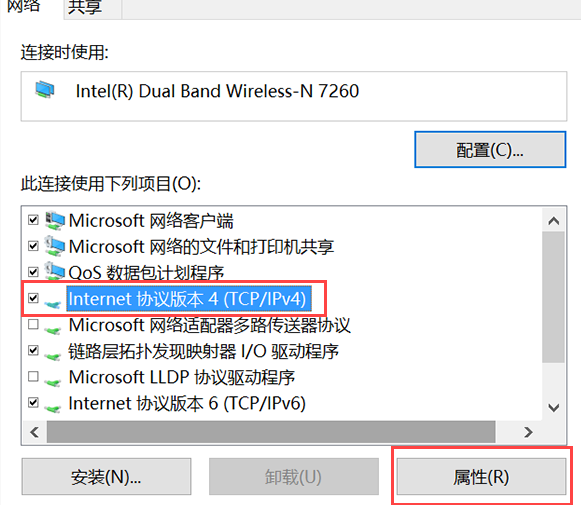 网络 共享
连接时使用:
Intel(R) Dual Band Wireless-N 7260
配置(C)...
此连接使用下列项目(O):
Microsoft 网络客户端
Microsoft 网络的文件和打印机共享
QoS 数据包计划程序
Internet 协议版本 4 (TCP/IPv4)
Microsoft 网络适配器多路传送器协议
链路层拓扑发现映射器 I/O 驱动程序
Microsoft LLDP 协议驱动程序
Internet 协议版本 6 (TCP/IPv6)
安装(N)... 卸载(U) 属性(R)